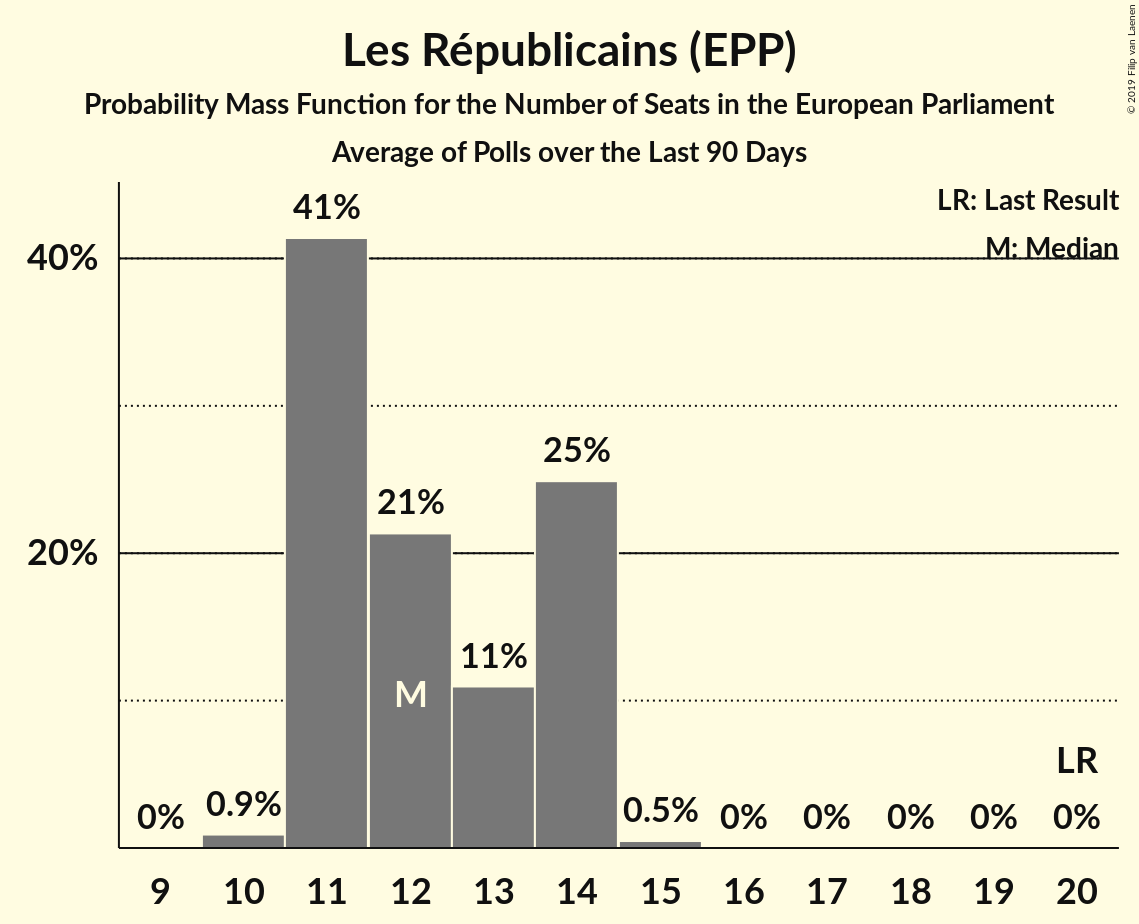 Les Républicains (EPP)
Probability Mass Function for the Number of Seats in the European Parliament
Average of Polls over the Last 90 Days
© 2019 Filip van Laenen
LR: Last Result
M: Median
41%
40%
25%
21%
20%
11%
M
LR
0% 0.9% 0.5% 0% 0% 0% 0% 0%
9 10 11 12 13 14 15 16 17 18 19 20